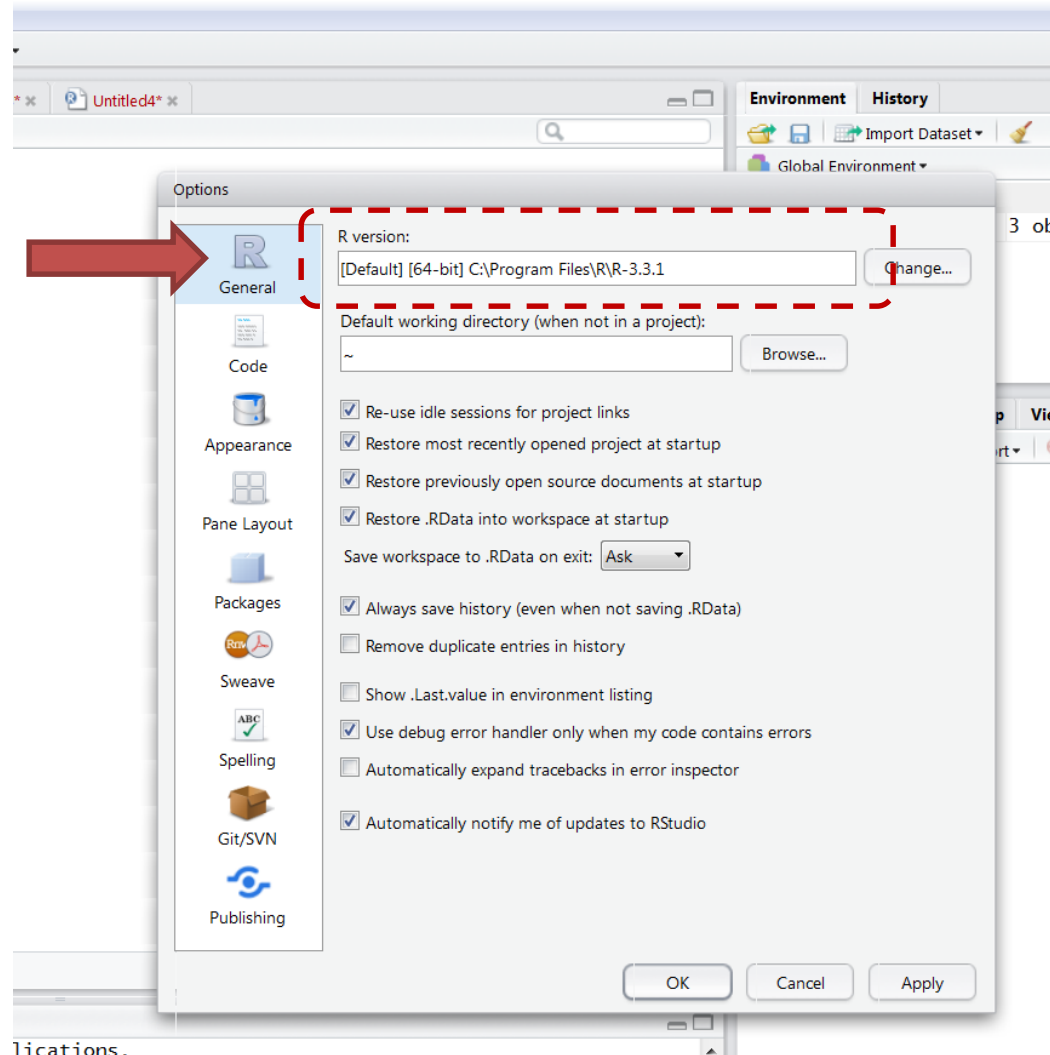 * Untitled4*
Environment History
Import Dataset
Global Environment
Options
3 ob
R
General
R version:
[Default] [64-bit] C:\Program Files\R\R-3.3.1
Change...
Default working directory (when not in a project):
~
Browse...
Code
Appearance
Pane Layout
Packages
Rnw
Sweave
ABC
Spelling
Git/SVN
Publishing
Re-use idle sessions for project links
Restore most recently opened project at startup
Restore previously open source documents at startup
Restore .RData into workspace at startup
Save workspace to .RData on exit: Ask
Always save history (even when not saving .RData)
Remove duplicate entries in history
Show .Last.value in environment listing
Use debug error handler only when my code contains errors
Automatically expand tracebacks in error inspector
Automatically notify me of updates to RStudio
p Vie
rt
OK Cancel Apply
lications.